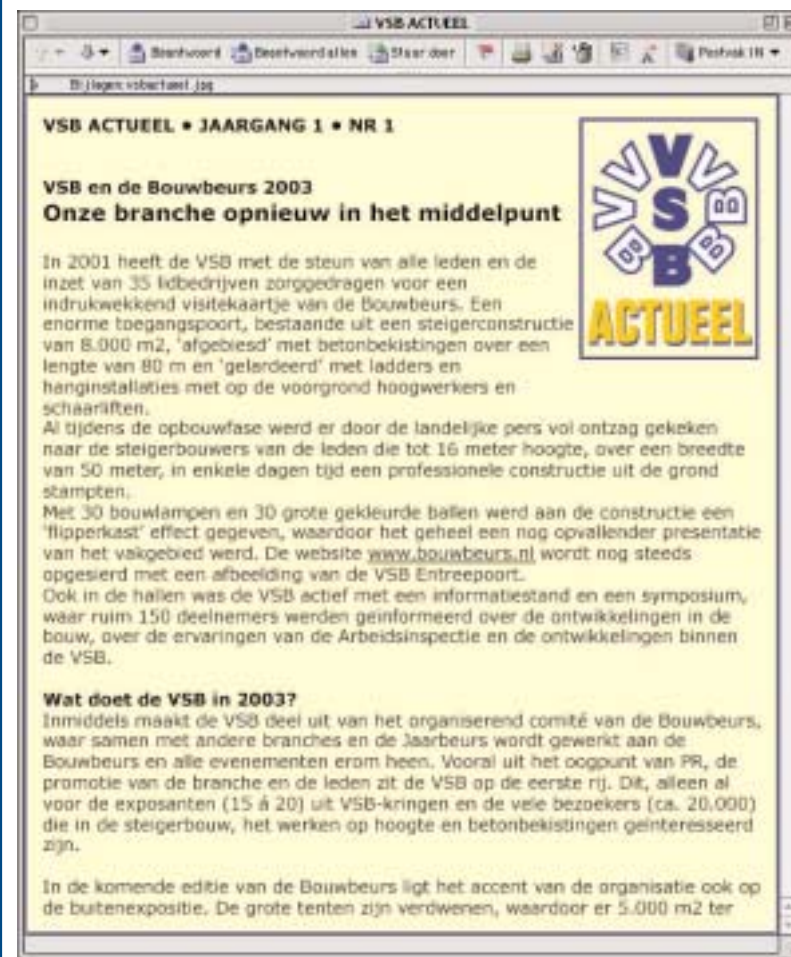 VSB ACTUEEL
Beantwoord Beantwoord allen Stuur door Postvak IN
Bijlagen: vsbactueel.jpg
VSB ACTUEEL • JAARGANG 1 • NR 1
VSB en de Bouwbeurs 2003
Onze branche opnieuw in het middelpunt
In 2001 heeft de VSB met de steun van alle leden en de
inzet van 35 lidbedrijven zorggedragen voor een
indrukwekkend visitekaartje van de Bouwbeurs. Een
enorme toegangspoort, bestaande uit een steigerconstructie
van 8.000 m2, 'afgebiesd' met betonbekistingen over een
lengte van 80 m en 'gelardeerd' met ladders en
hanginstallaties met op de voorgrond hoogwerkers en
schaarliften.
Al tijdens de opbouwfase werd er door de landelijke pers vol ontzag gekeken
naar de steigerbouwers van de leden die tot 16 meter hoogte, over een breedte
van 50 meter, in enkele dagen tijd een professionele constructie uit de grond
stampten.
Met 30 bouwlampen en 30 grote gekleurde ballen werd aan de constructie een
'flipperkast' effect gegeven, waardoor het geheel een nog opvallender presentatie
van het vakgebied werd. De website www.bouwbeurs.nl wordt nog steeds
opgesierd met een afbeelding van de VSB Entreepoort.
Ook in de hallen was de VSB actief met een informatiestand en een symposium,
waar ruim 150 deelnemers werden geïnformeerd over de ontwikkelingen in de
bouw, over de ervaringen van de Arbeidsinspectie en de ontwikkelingen binnen
de VSB.
Wat doet de VSB in 2003?
Inmiddels maakt de VSB deel uit van het organiserend comité van de Bouwbeurs,
waar samen met andere branches en de Jaarbeurs wordt gewerkt aan de
Bouwbeurs en alle evenementen erom heen. Vooral uit het oogpunt van PR, de
promotie van de branche en de leden zit de VSB op de eerste rij. Dit, alleen al
voor de exposanten (15 á 20) uit VSB-kringen en de vele bezoekers (ca. 20.000)
die in de steigerbouw, het werken op hoogte en betonbekistingen geïnteresseerd
zijn.
In de komende editie van de Bouwbeurs ligt het accent van de organisatie ook op
de buitenexpositie. De grote tenten zijn verdwenen, waardoor er 5.000 m2 ter
V V V V V
S S S S S
B B B B B
ACTUEEL